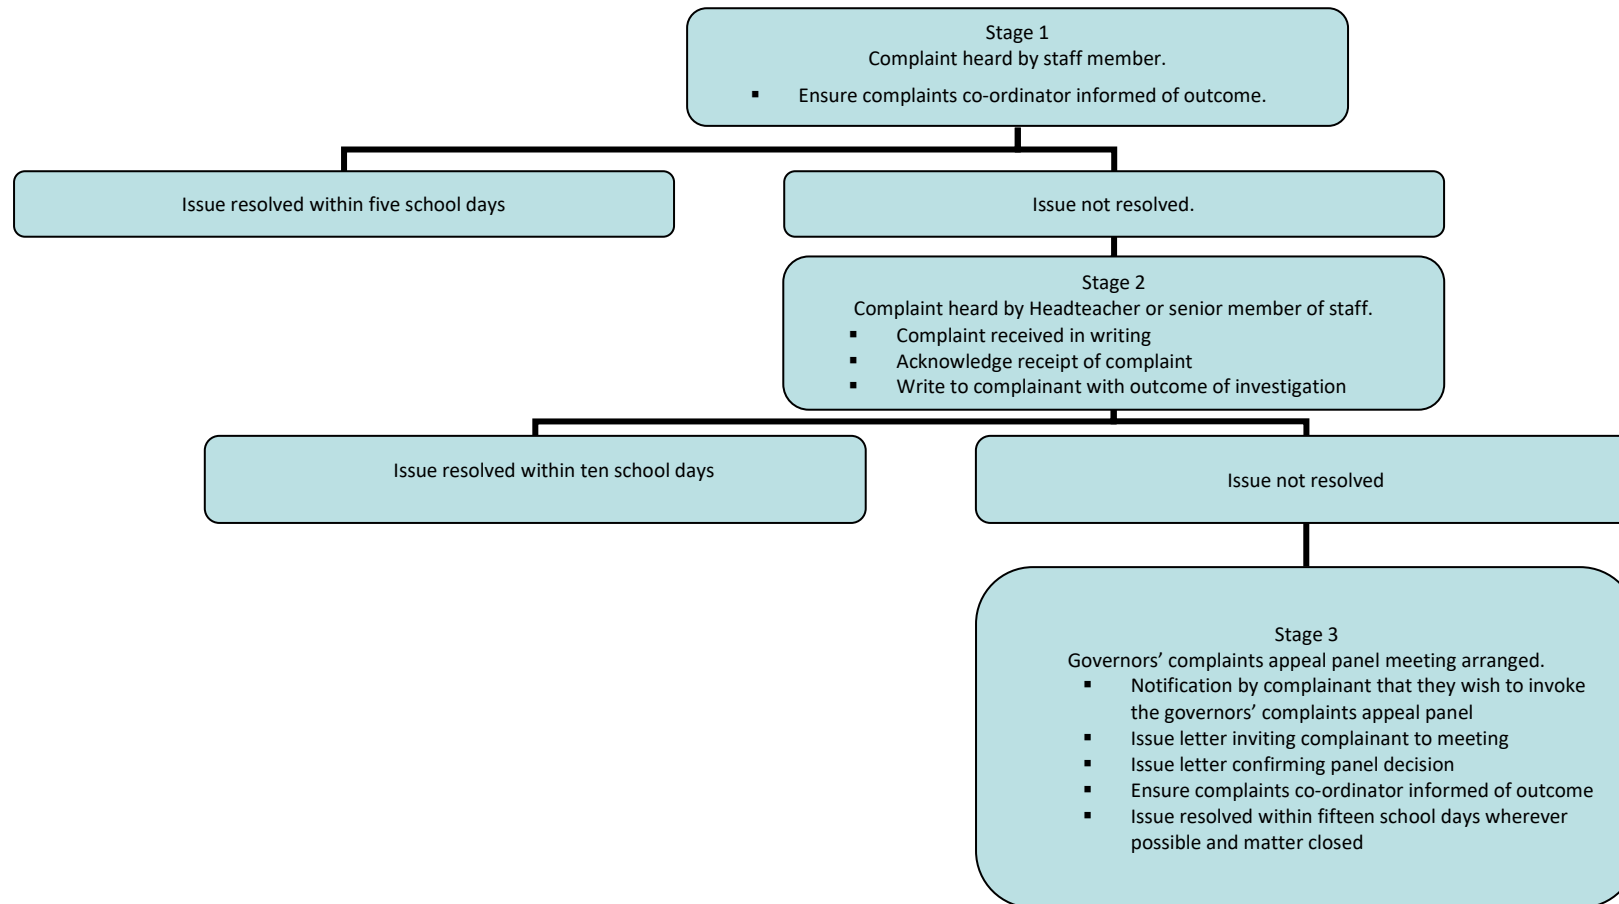 Stage 1
Complaint heard by staff member.
▪ Ensure complaints co-ordinator informed of outcome.
Issue resolved within five school days
Issue not resolved.
Stage 2
Complaint heard by Headteacher or senior member of staff.
▪ Complaint received in writing
▪ Acknowledge receipt of complaint
▪ Write to complainant with outcome of investigation
Issue resolved within ten school days
Issue not resolved
Stage 3
Governors’ complaints appeal panel meeting arranged.
▪ Notification by complainant that they wish to invoke
the governors’ complaints appeal panel
▪ Issue letter inviting complainant to meeting
▪ Issue letter confirming panel decision
▪ Ensure complaints co-ordinator informed of outcome
▪ Issue resolved within fifteen school days wherever
possible and matter closed